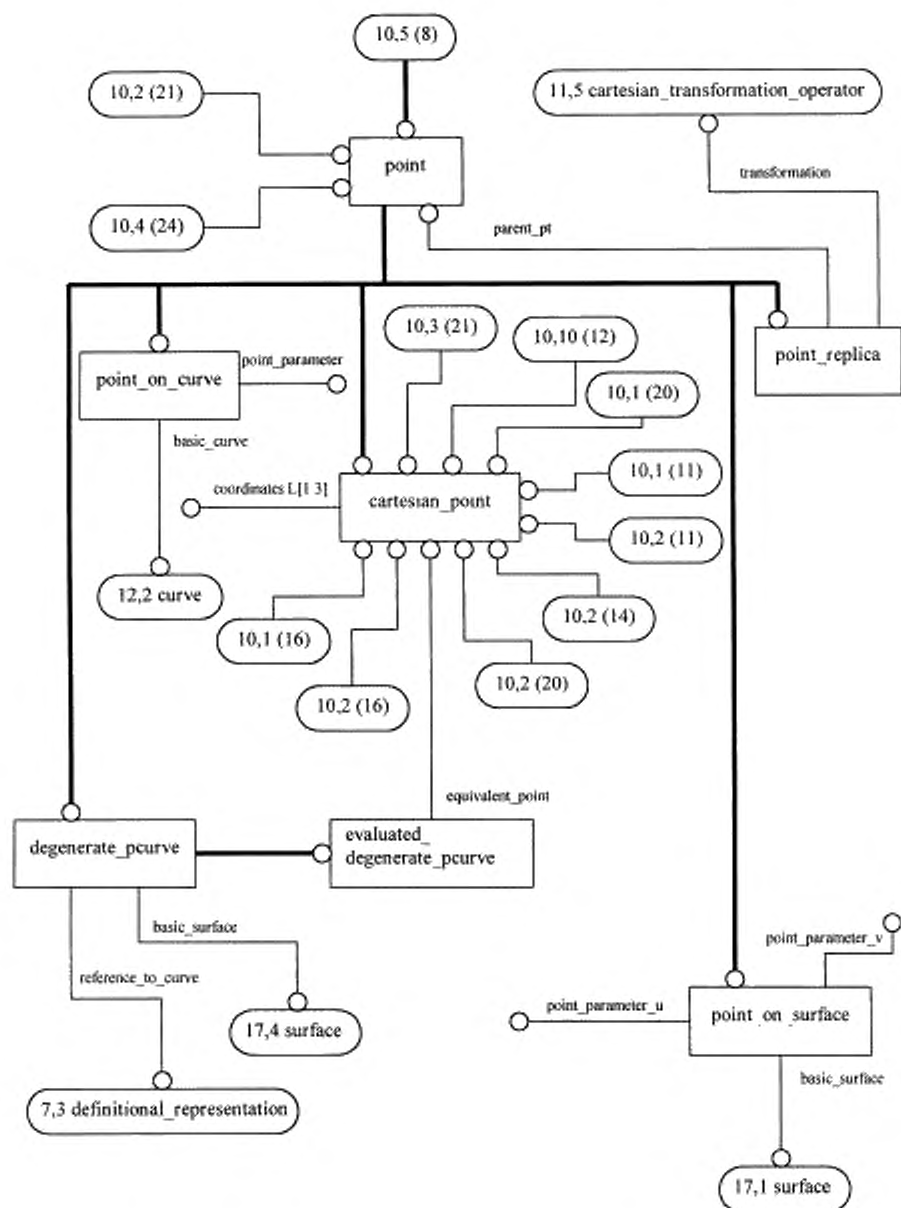 10,5 (8)
10,2 (21)
11,5 cartesian_transformation_operator
point
transformation
10,4 (24)
parent_pt
10,3 (21)
10,10 (12)
point_replica
point_parameter
point_on_curve
10,1 (20)
basic_curve
10,1 (11)
coordinates L[1 3]
cartesian_point
10,2 (11)
12,2 curve
10,2 (14)
10,1 (16)
10,2 (20)
10,2 (16)
equivalent_point
evaluated_
degenerate_pcurve
degenerate_pcurve
basic_surface
point_parameter_v
reference_to_curve
point_parameter_u
point_on_surface
17,4 surface
basic_surface
7,3 definitional_representation
17,1 surface